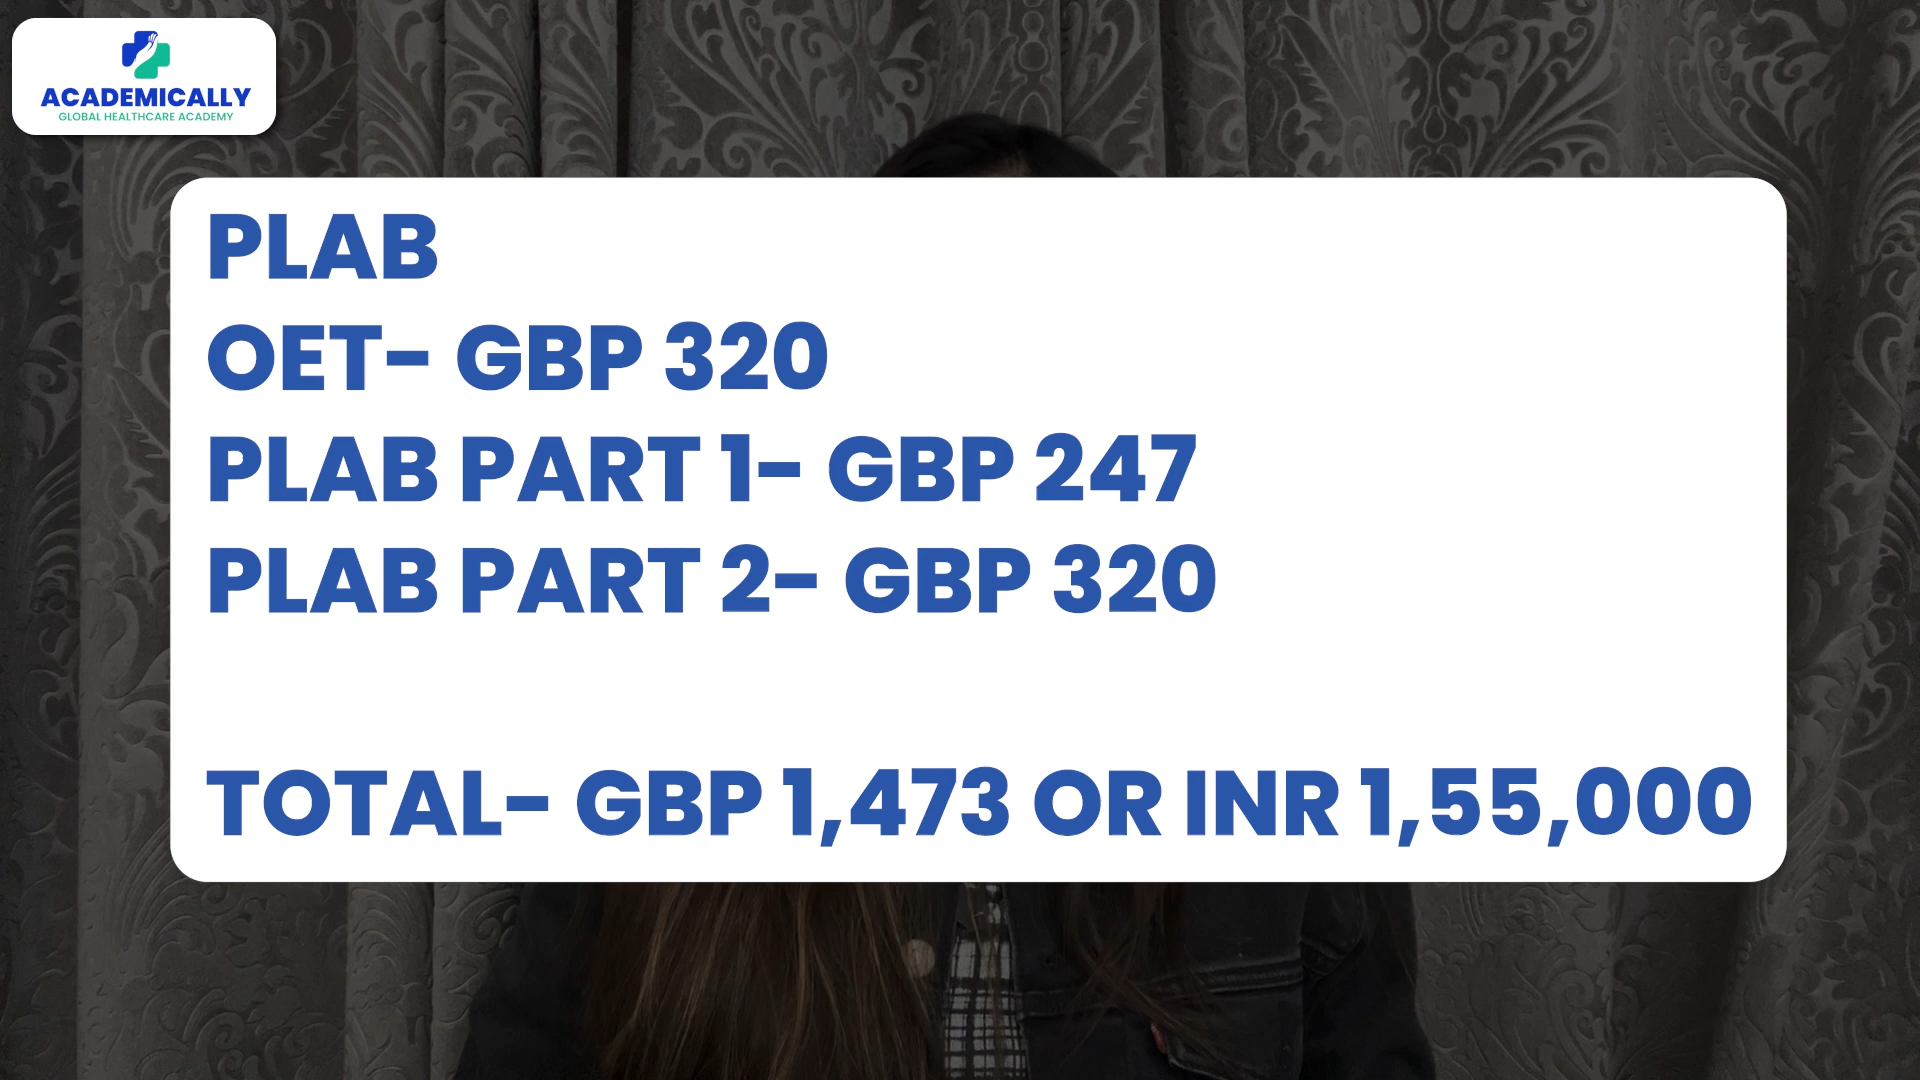 ACADEMICALLY
GLOBAL HEALTHCARE ACADEMY
PLAB
OET- GBP 320
PLAB PART 1- GBP 247
PLAB PART 2- GBP 320
TOTAL- GBP 1,473 OR INR 1,55,000